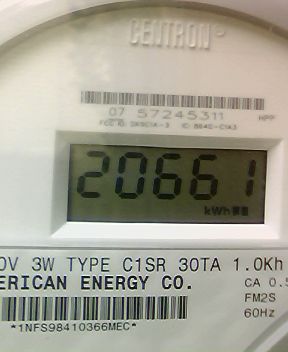 CENTRON®
07 57245311 HPP
20661
kWh
0V 3W TYPE C1SR 30TA 1.0Kh
ERICAN ENERGY CO.
CA 0.5
FM2S
60Hz
*1NFS98410366MEC*